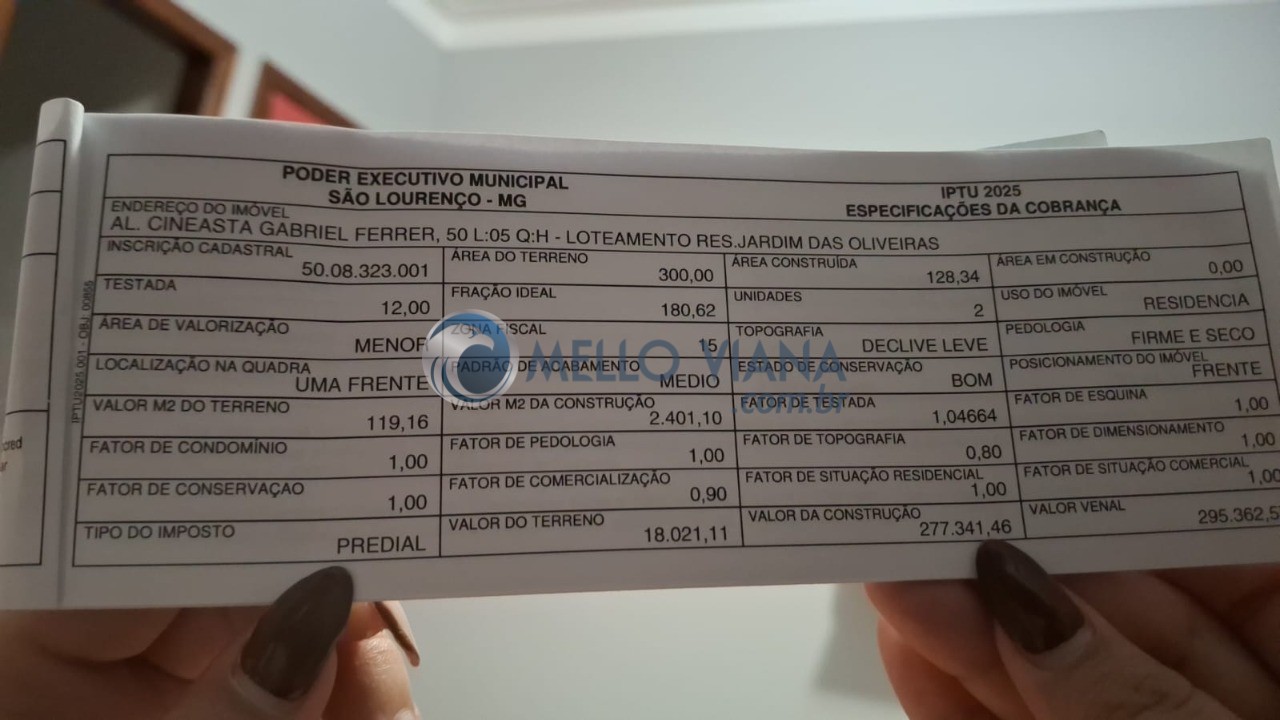 PODER EXECUTIVO MUNICIPAL
SÃO LOURENÇO - MG
IPTU 2025
ESPECIFICAÇÕES DA COBRANÇA
ENDEREÇO DO IMÓVEL
AL. CINEASTA GABRIEL FERRER, 50 L:05 Q:H - LOTEAMENTO RES.JARDIM DAS OLIVEIRAS
INSCRIÇÃO CADASTRAL 50.08.323.001 ÁREA DO TERRENO 300,00 ÁREA CONSTRUÍDA 128,34 ÁREA EM CONSTRUÇÃO 0,00
TESTADA 12,00 FRAÇÃO IDEAL 180,62 UNIDADES 2 USO DO IMÓVEL RESIDENCIA
ÁREA DE VALORIZAÇÃO MENOR ZONA FISCAL 15 TOPOGRAFIA DECLIVE LEVE PEDOLOGIA FIRME E SECO
LOCALIZAÇÃO NA QUADRA UMA FRENTE PADRÃO DE ACABAMENTO MEDIO ESTADO DE CONSERVAÇÃO BOM POSICIONAMENTO DO IMÓVEL FRENTE
VALOR M2 DO TERRENO 119,16 VALOR M2 DA CONSTRUÇÃO 2.401,10 FATOR DE TESTADA 1,04664 FATOR DE ESQUINA 1,00
FATOR DE CONDOMÍNIO 1,00 FATOR DE PEDOLOGIA 1,00 FATOR DE TOPOGRAFIA 0,80 FATOR DE DIMENSIONAMENTO 1,00
FATOR DE CONSERVAÇAO 1,00 FATOR DE COMERCIALIZAÇÃO 0,90 FATOR DE SITUAÇÃO RESIDENCIAL 1,00 FATOR DE SITUAÇÃO COMERCIAL 1,00
TIPO DO IMPOSTO PREDIAL VALOR DO TERRENO 18.021,11 VALOR DA CONSTRUÇÃO 277.341,46 VALOR VENAL 295.362,5
MELLO VIANA
.com.br